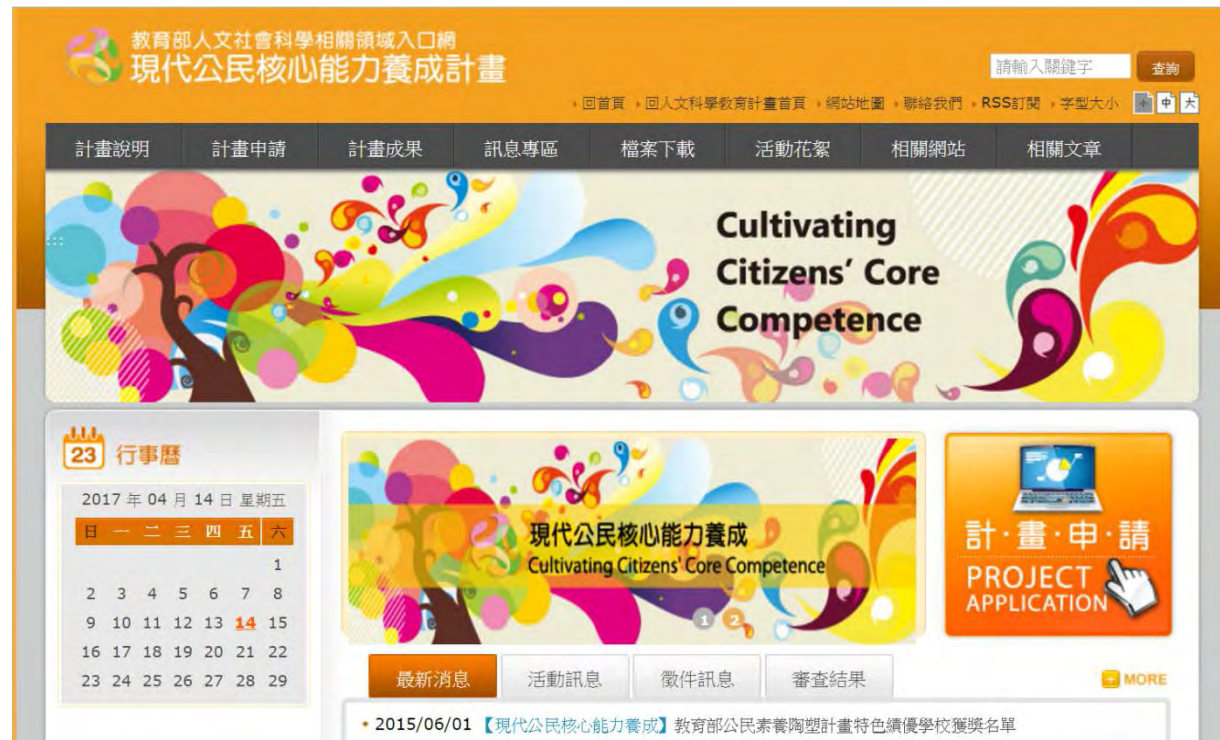 教育部人文社會科學相關領域入口網
現代公民核心能力養成計畫
請輸入關鍵字 查詢
回首頁 回人文科學教育計畫首頁 網站地圖 聯絡我們 RSS訂閱 字型大小 小 中 大
計畫說明 計畫申請 計畫成果 訊息專區 檔案下載 活動花絮 相關網站 相關文章
Cultivating
Citizens' Core
Competence
23 行事曆
2017 年 04 月 14 日 星期五
日 一 二 三 四 五 六
1
2 3 4 5 6 7 8
9 10 11 12 13 14 15
16 17 18 19 20 21 22
23 24 25 26 27 28 29
現代公民核心能力養成
Cultivating Citizens' Core Competence
1 2
計·畫·申·請
PROJECT
APPLICATION
最新消息 活動訊息 徵件訊息 審查結果 MORE
• 2015/06/01 【現代公民核心能力養成】教育部公民素養陶塑計畫特色績優學校獲獎名單